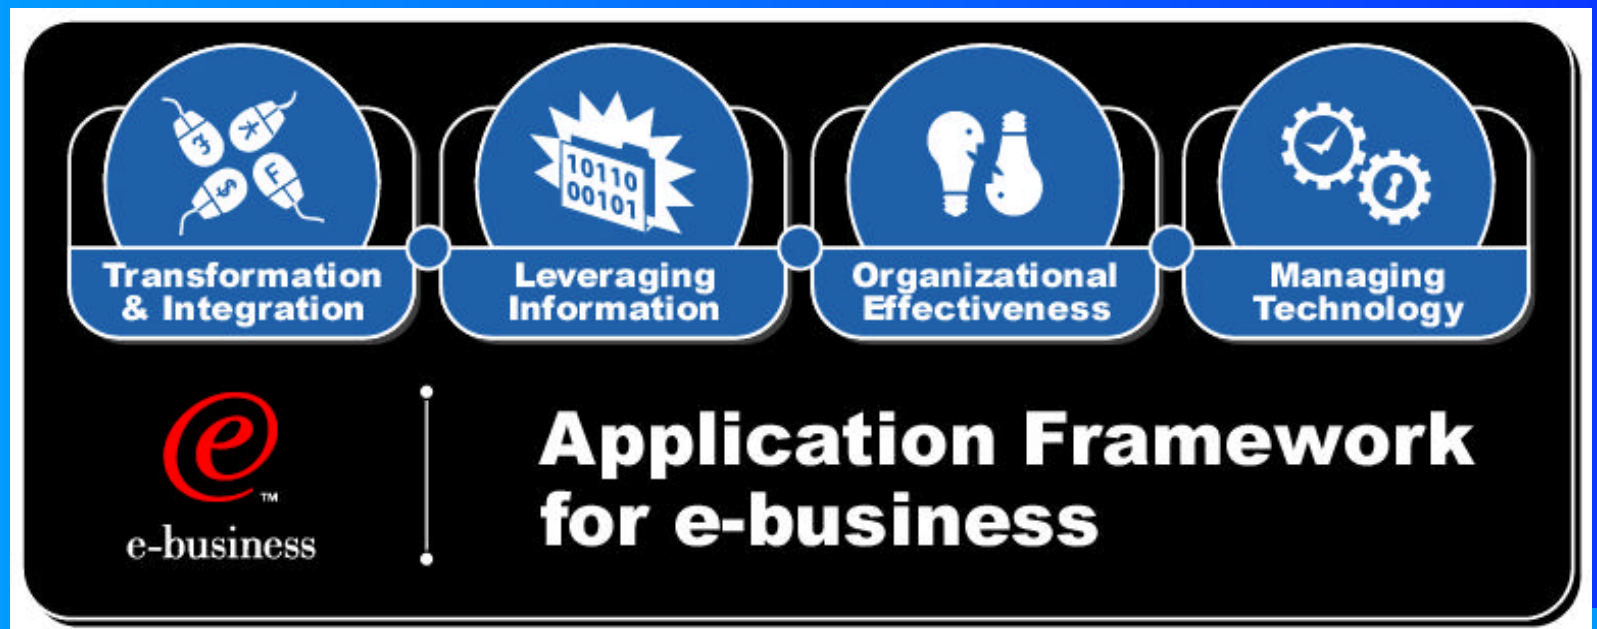 10110
00101
Transformation
& Integration
Leveraging
Information
Organizational
Effectiveness
Managing
Technology
e
™
e-business
Application Framework
for e-business